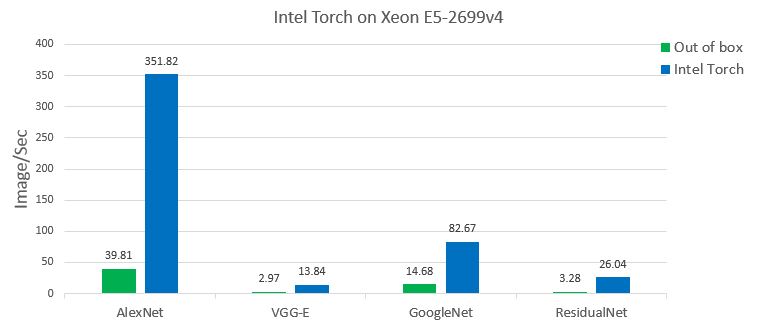 Intel Torch on Xeon E5-2699v4
400
350
300
250
200
150
100
50
0
Image/Sec
Out of box
Intel Torch
39.81
351.82
2.97
13.84
14.68
82.67
3.28
26.04
AlexNet
VGG-E
GoogleNet
ResidualNet